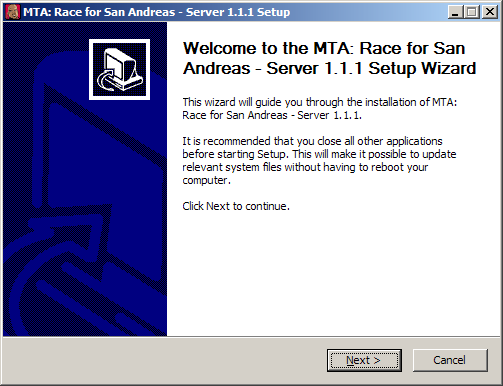 MTA: Race for San Andreas - Server 1.1.1 Setup
Welcome to the MTA: Race for San
Andreas - Server 1.1.1 Setup Wizard
This wizard will guide you through the installation of MTA:
Race for San Andreas - Server 1.1.1.
It is recommended that you close all other applications
before starting Setup. This will make it possible to update
relevant system files without having to reboot your
computer.
Click Next to continue.
Next >
Cancel